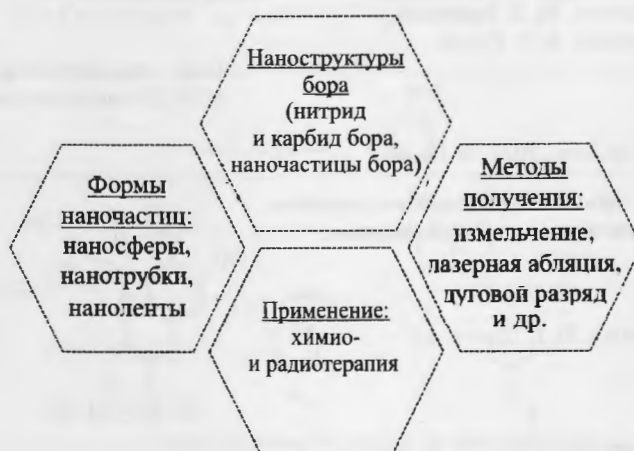 Наноструктуры
бора
(нитрид
и карбид бора,
наночастицы бора)
Формы
наночастиц:
наносферы,
нанотрубки,
наноленты
Методы
получения:
измельчение,
лазерная абляция,
дуговой разряд
и др.
Применение:
химио-
и радиотерапия